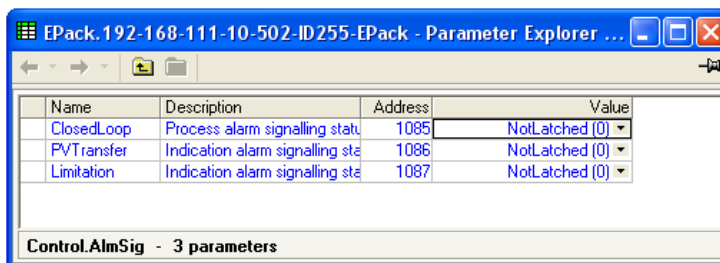 EPack.192-168-111-10-502-ID255-EPack - Parameter Explorer ...
Name Description Address Value
ClosedLoop Process alarm signalling statu 1085 NotLatched (0)
PVTransfer Indication alarm signalling sta 1086 NotLatched (0)
Limitation Indication alarm signalling sta 1087 NotLatched (0)
Control.AlmSig - 3 parameters